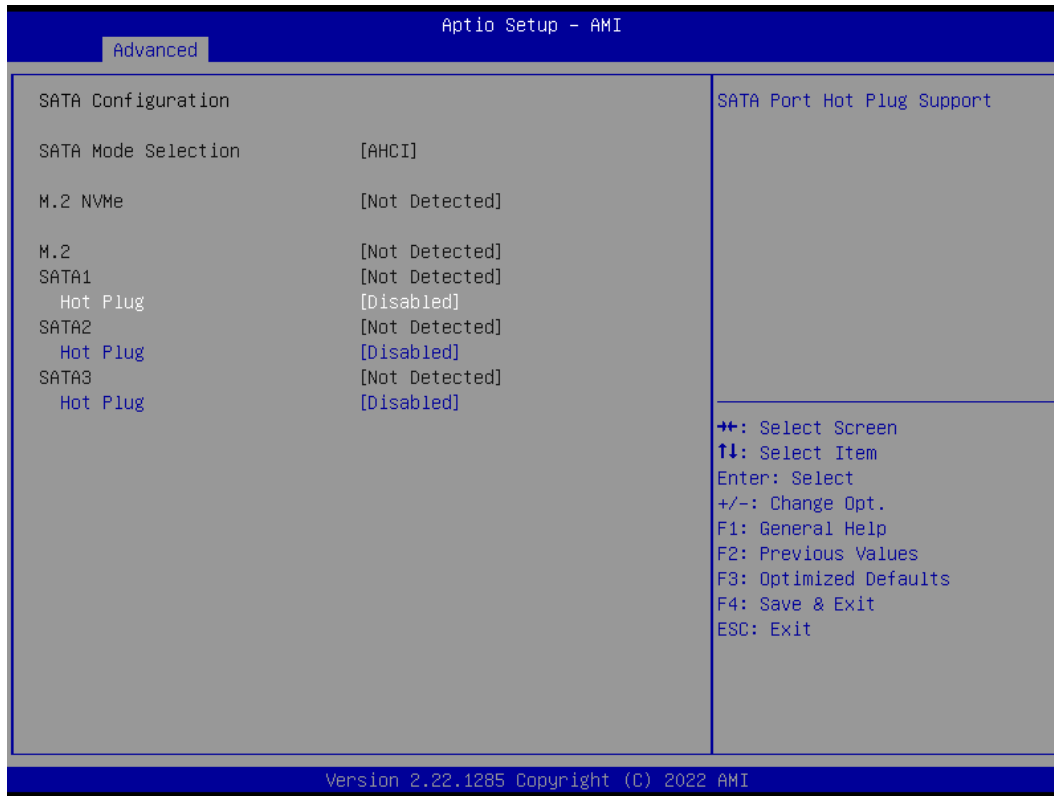 Aptio Setup – AMI
Advanced
SATA Configuration
SATA Mode Selection [AHCI]
M.2 NVMe [Not Detected]
M.2 [Not Detected]
SATA1 [Not Detected]
Hot Plug [Disabled]
SATA2 [Not Detected]
Hot Plug [Disabled]
SATA3 [Not Detected]
Hot Plug [Disabled]
SATA Port Hot Plug Support
→←: Select Screen
↑↓: Select Item
Enter: Select
+/-: Change Opt.
F1: General Help
F2: Previous Values
F3: Optimized Defaults
F4: Save & Exit
ESC: Exit
Version 2.22.1285 Copyright (C) 2022 AMI